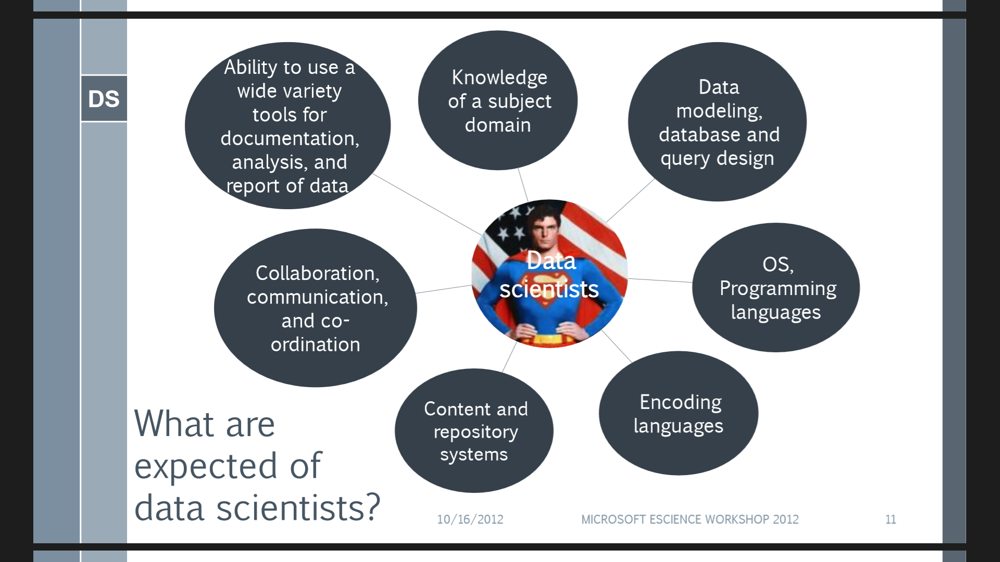 DS
Ability to use a
wide variety
tools for
documentation,
analysis, and
report of data
Knowledge
of a subject
domain
Data
modeling,
database and
query design
Data
scientists
OS,
Programming
languages
Collaboration,
communication,
and co-
ordination
Encoding
languages
Content and
repository
systems
What are
expected of
data scientists?
10/16/2012
MICROSOFT ESCIENCE WORKSHOP 2012
11